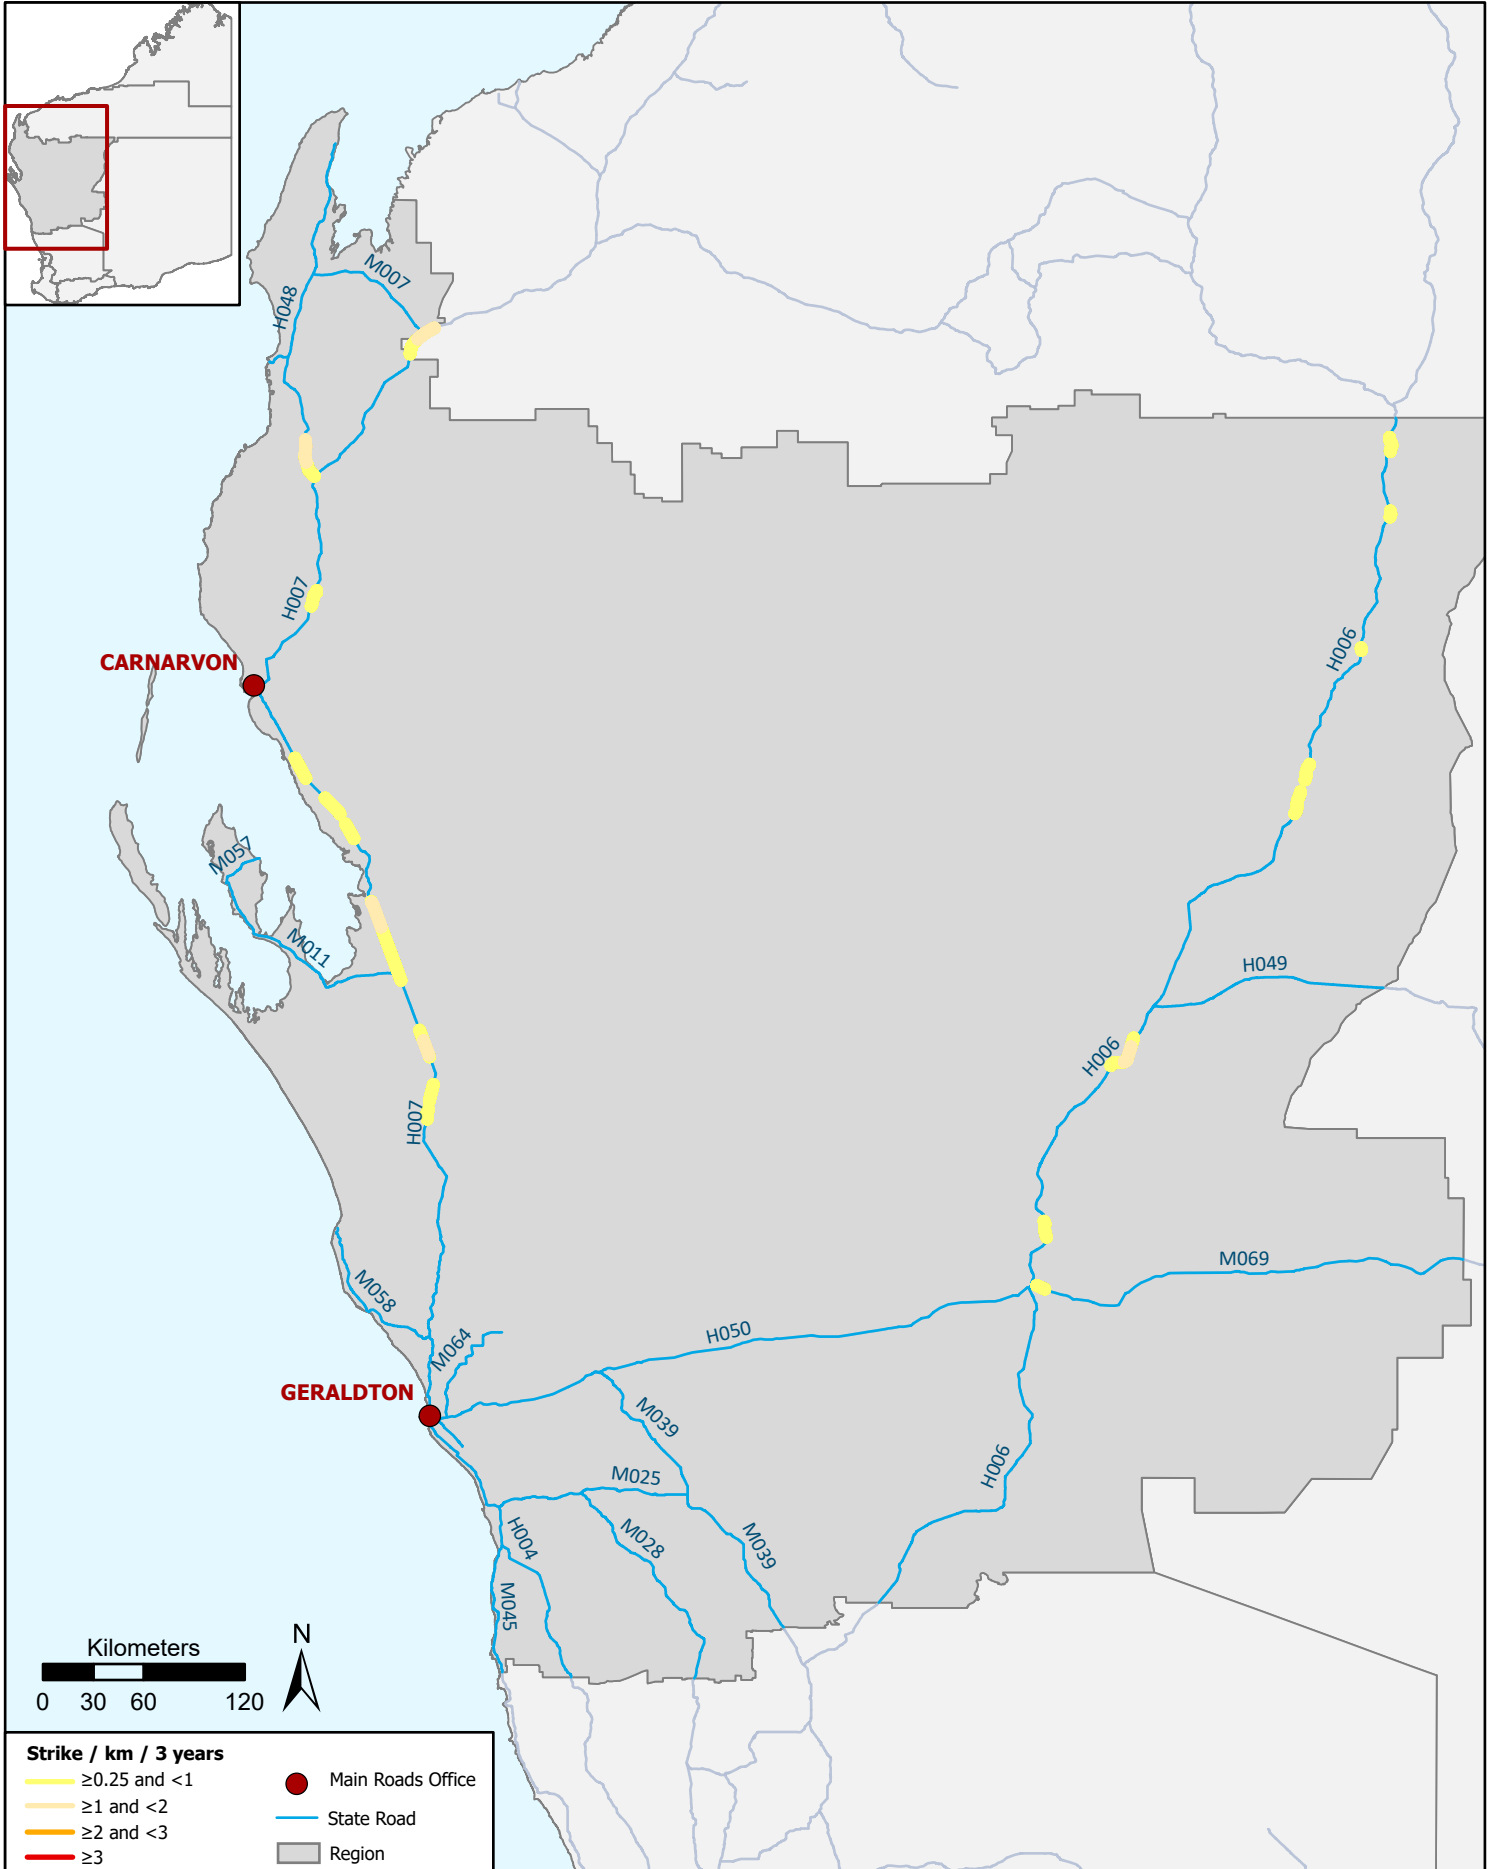 M007
H048
H007
H006
CARNARVON
M057
M011
H049
H006
H007
M069
M058
H050
M064
GERALDTON
M039
M025
H006
H004
M028
M039
M045
Kilometers
0 30 60 120
N
Strike / km / 3 years
≥0.25 and <1
≥1 and <2
≥2 and <3
≥3
Main Roads Office
State Road
Region